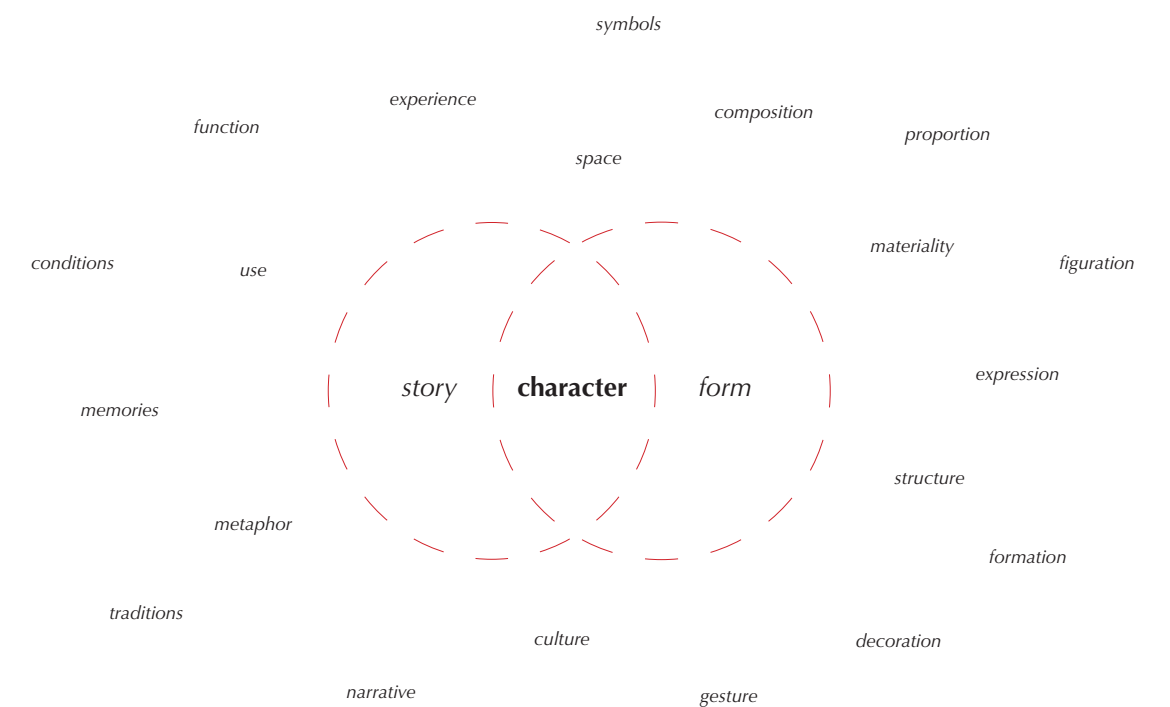 symbols
experience
composition
function
proportion
space
materiality
conditions
use
figuration
story
character
form
expression
memories
structure
metaphor
formation
traditions
culture
decoration
narrative
gesture